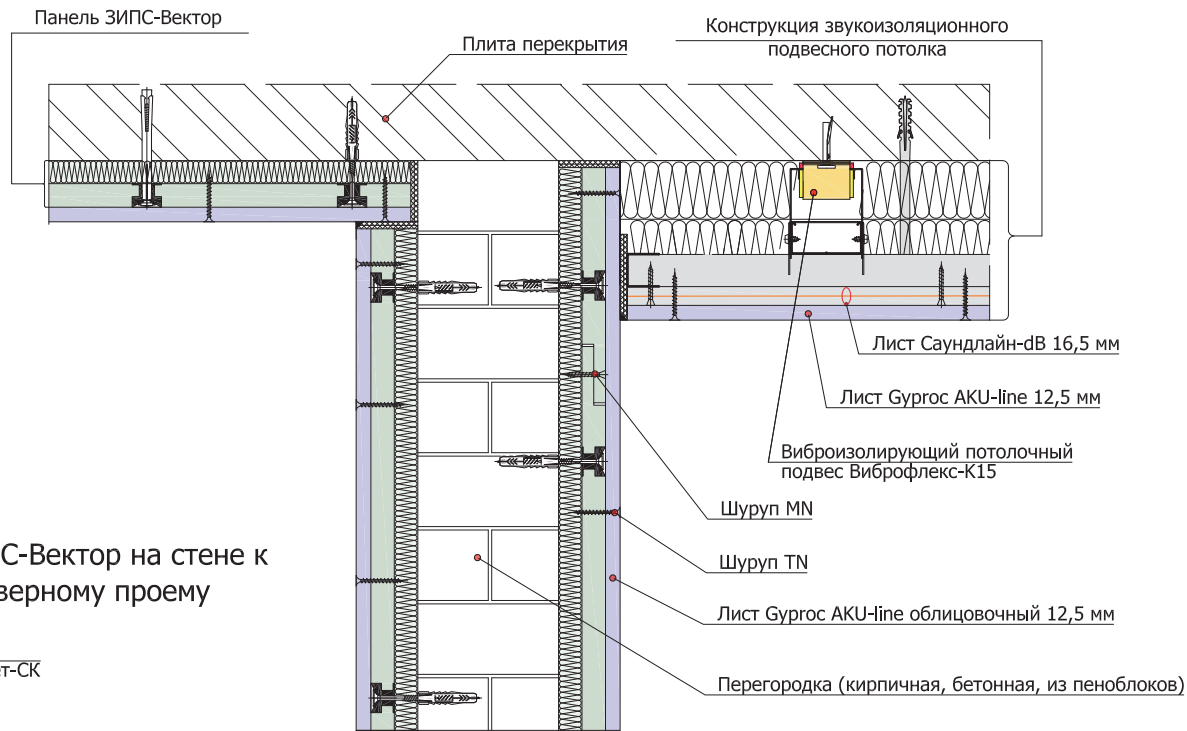 Панель ЗИПС-Вектор
Плита перекрытия
Конструкция звукоизоляционного
подвесного потолка
Лист Саундлайн-dB 16,5 мм
Лист Gyproc AKU-line 12,5 мм
Виброизолирующий потолочный
подвес Виброфлекс-К15
Шуруп MN
Шуруп TN
Лист Gyproc AKU-line облицовочный 12,5 мм
Перегородка (кирпичная, бетонная, из пеноблоков)
С-Вектор на стене к
верному проему
ет-СК